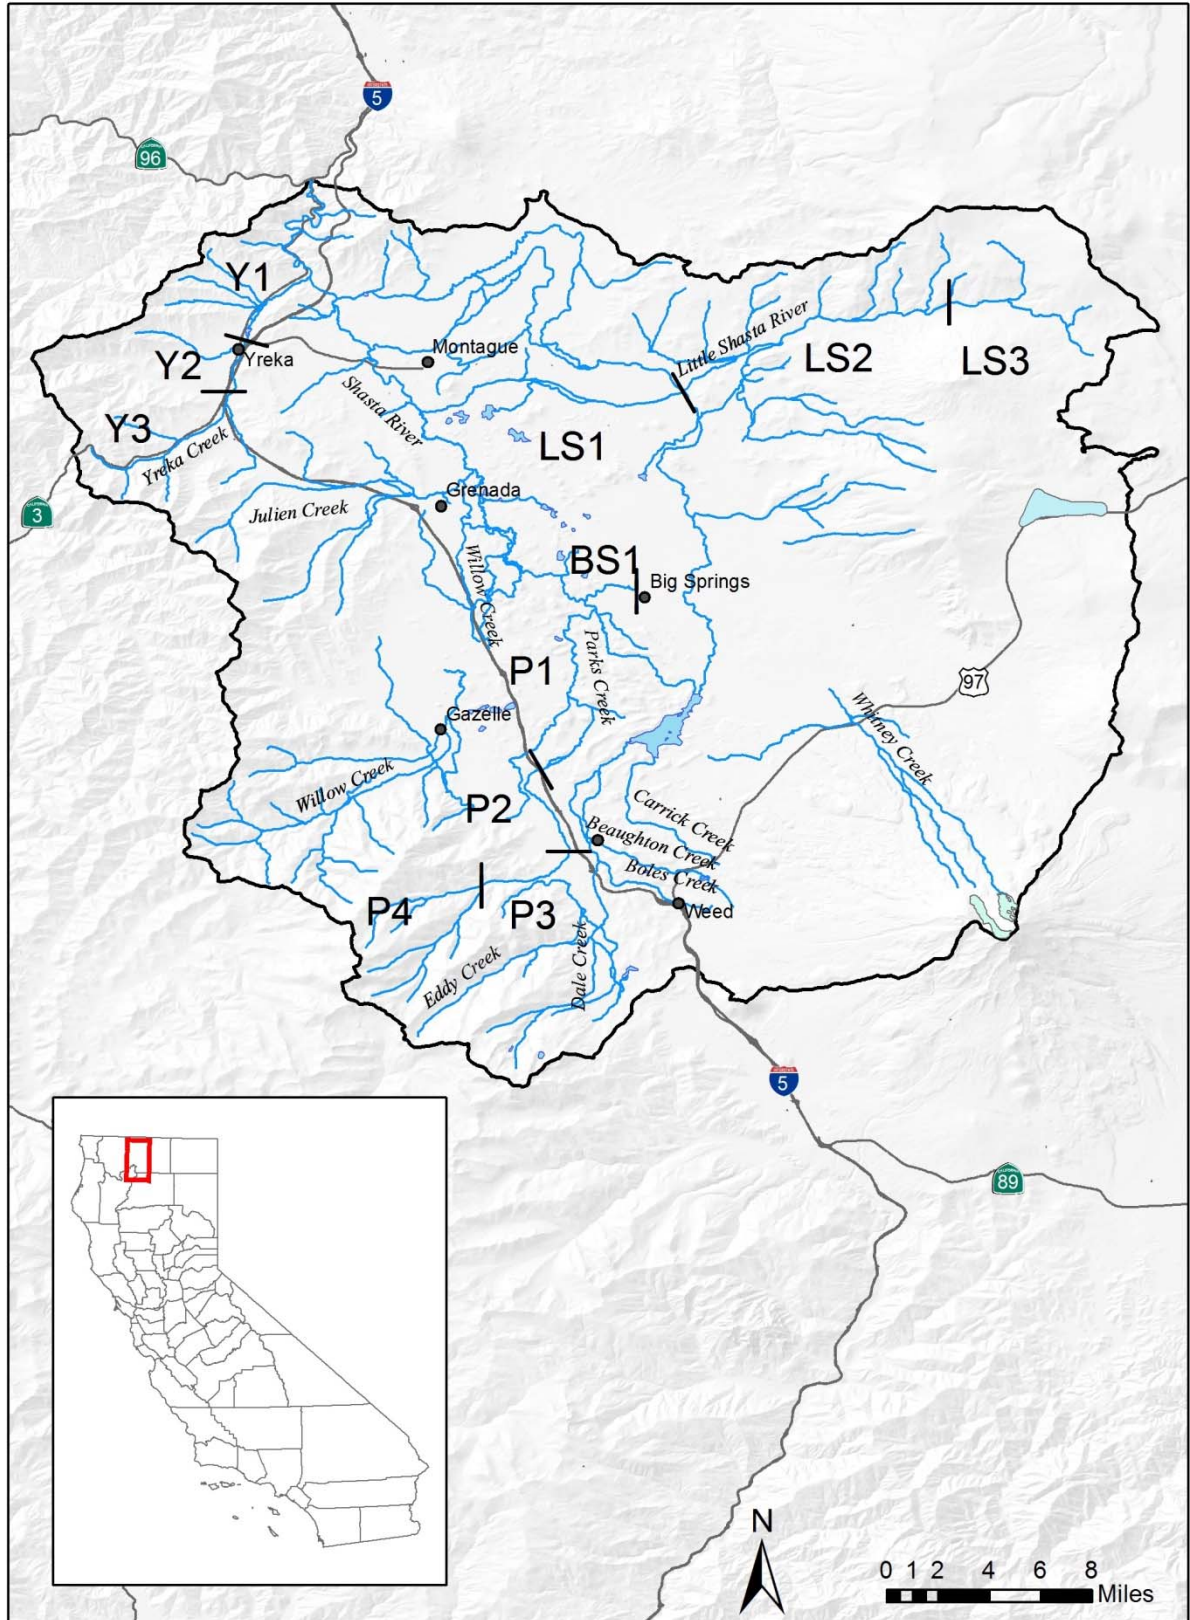 5
CALIFORNIA
96
Y1
Y2
Yreka
Montague
Little Shasta River
LS2
LS3
Shasta River
Y3
Yreka Creek
LS1
CALIFORNIA
3
Julien Creek
Grenada
Willow Creek
BS1
Big Springs
P1
Parks Creek
97
Gazelle
Whitney Creek
Willow Creek
P2
Carrick Creek
Beaughton Creek
Boles Creek
P4
P3
Weed
Eddy Creek
Dale Creek
5
CALIFORNIA
89
N
0 1 2 4 6 8
Miles